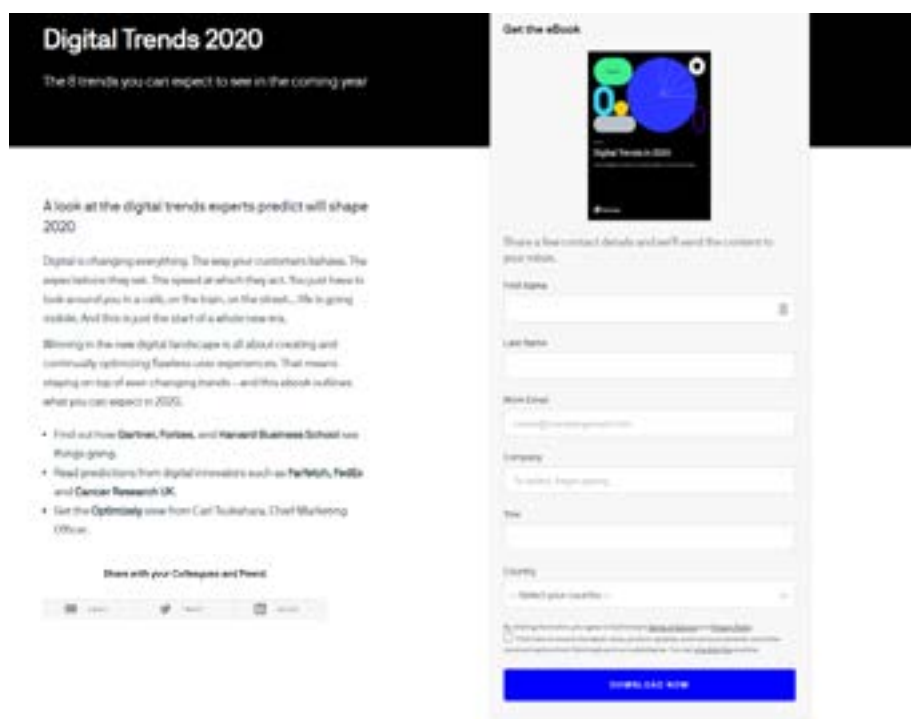 Digital Trends 2020
The 8 trends you can expect to see in the coming year
A look at the digital trends experts predict will shape
2020
Digital is changing everything. The way your customers behave. The
expectations they set. The speed at which they act. You just have to
look around you in a café, on the train, on the street... life is going
mobile. And this is just the start of a whole new era.
Winning in the new digital landscape is all about creating and
continually optimizing flawless user experiences. That means
staying on top of ever-changing trends – and this ebook outlines
what you can expect in 2020.
• Find out how Gartner, Forbes, and Harvard Business School see
things going.
• Read predictions from digital innovators such as Farfetch, FedEx
and Cancer Research UK.
• Get the Optimizely view from Carl Tsukahara, Chief Marketing
Officer.
Share with your Colleagues and Peers!
Get the eBook
Digital Trends in 2020
Share a few contact details and we'll send the content to
your inbox.
First Name
Last Name
Work Email
Company
To select, begin typing
Title
Country
-- Select your country --
DOWNLOAD NOW